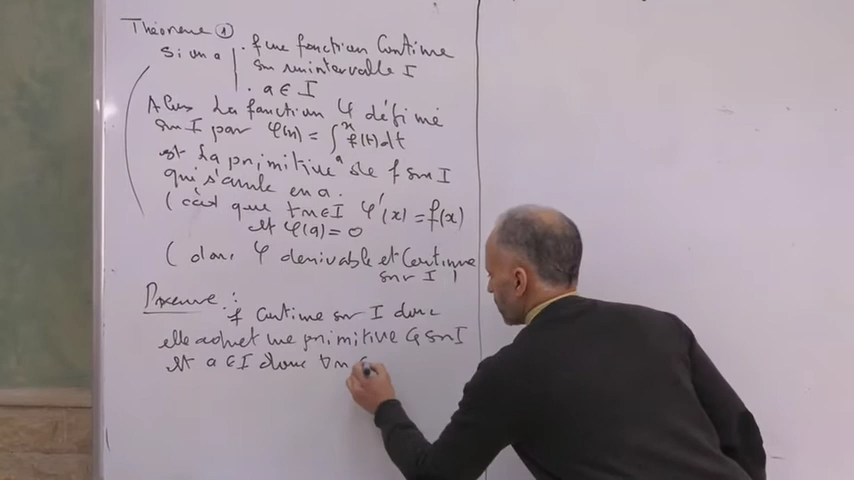 Théorème ①
Si on a . f une fonction continue
sur un intervalle I
. a ∈ I
Alors La fonction φ définie
sur I par φ(x) = ∫ₐˣ f(t)dt
est la primitive de f sur I
qui s'annule en a.
( càd que ∀x∈I φ'(x) = f(x)
et φ(a) = 0
( donc φ dérivable et continue
sur I )
Preuve :
. f continue sur I donc
elle admet une primitive G sur I
et a ∈ I donc ∀x